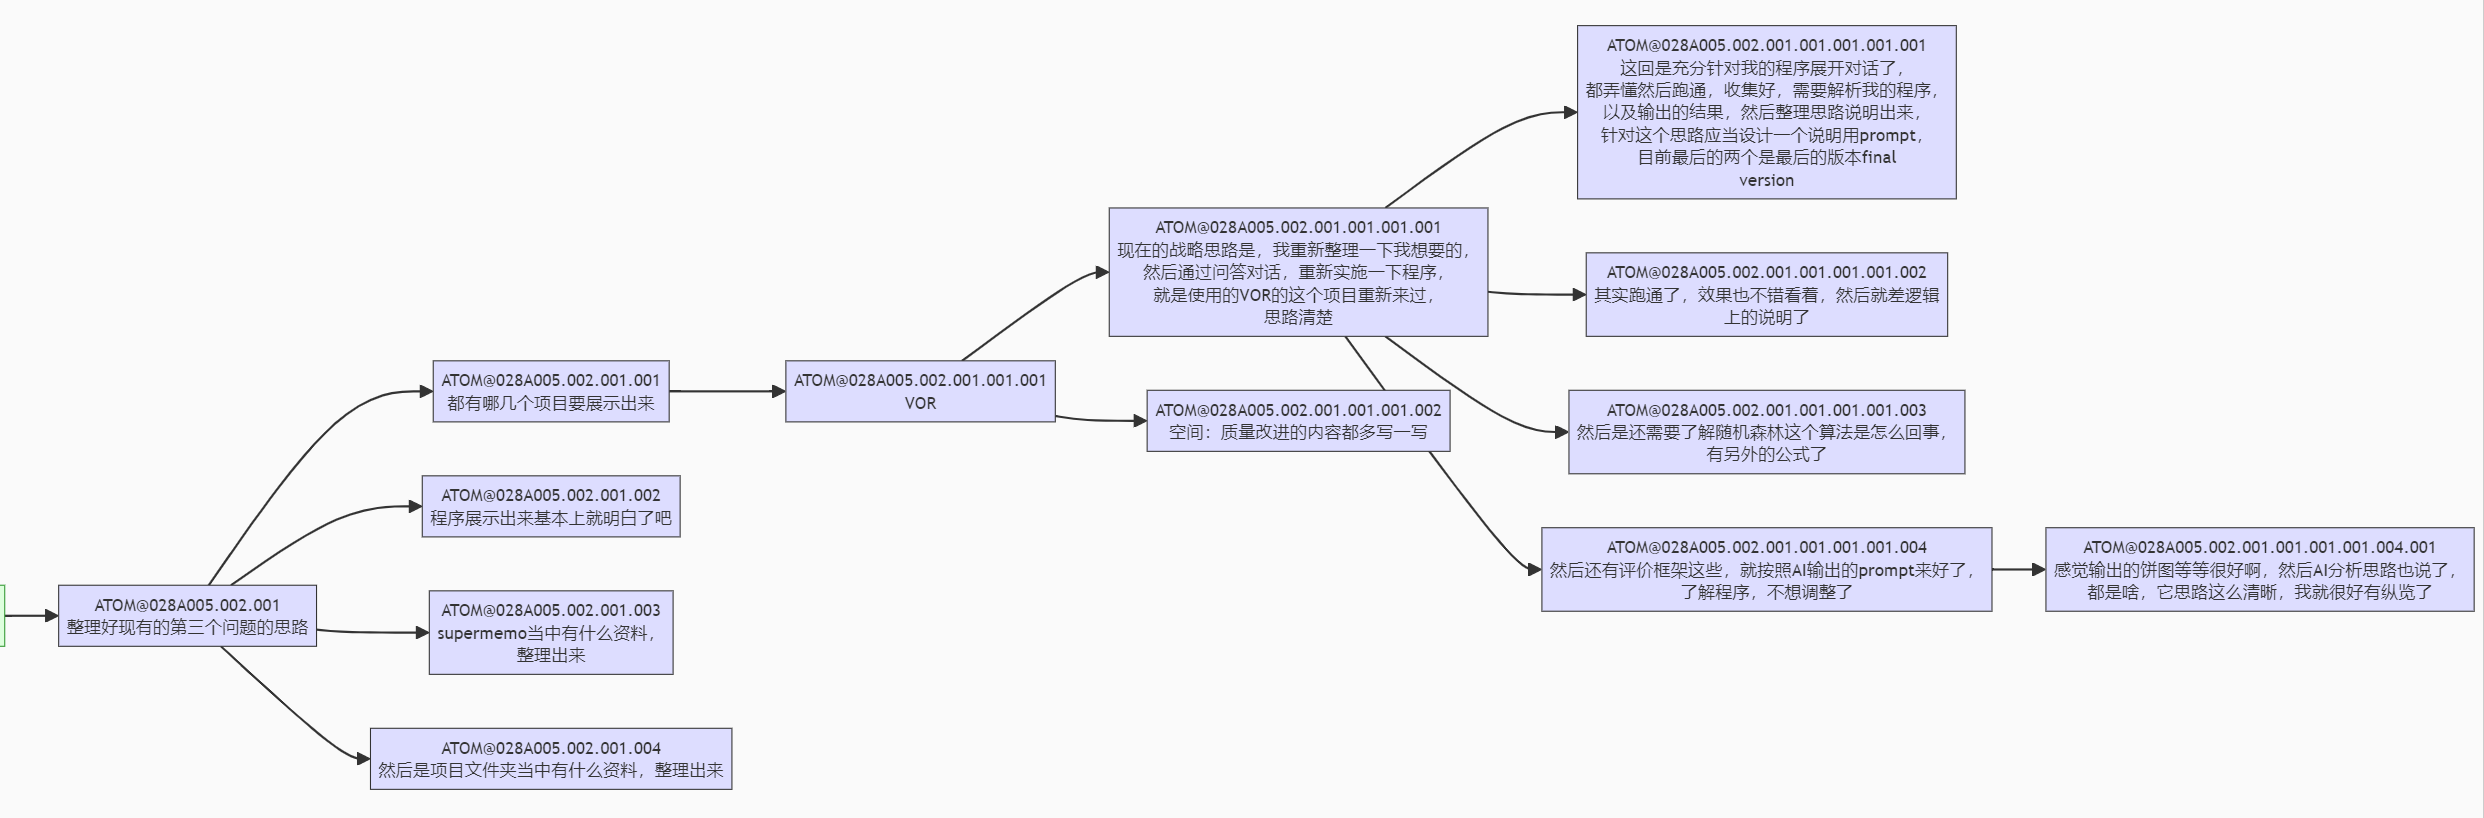 ATOM@028A005.002.001
整理好现有的第三个问题的思路
ATOM@028A005.002.001.001
都有哪几个项目要展示出来
ATOM@028A005.002.001.002
程序展示出来基本上就明白了吧
ATOM@028A005.002.001.003
supermemo当中有什么资料，
整理出来
ATOM@028A005.002.001.004
然后是项目文件夹当中有什么资料，整理出来
ATOM@028A005.002.001.001.001
VOR
ATOM@028A005.002.001.001.001.001
现在的战略思路是，我重新整理一下我想要的，
然后通过问答对话，重新实施一下程序，
就是使用的VOR的这个项目重新来过，
思路清楚
ATOM@028A005.002.001.001.001.002
空间：质量改进的内容都多写一写
ATOM@028A005.002.001.001.001.001.001
这回是充分针对我的程序展开对话了，
都弄懂然后跑通，收集好，需要解析我的程序，
以及输出的结果，然后整理思路说明出来，
针对这个思路应当设计一个说明用prompt，
目前最后的两个是最后的版本final
version
ATOM@028A005.002.001.001.001.001.002
其实跑通了，效果也不错看着，然后就差逻辑
上的说明了
ATOM@028A005.002.001.001.001.001.003
然后是还需要了解随机森林这个算法是怎么回事，
有另外的公式了
ATOM@028A005.002.001.001.001.001.004
然后还有评价框架这些，就按照AI输出的prompt来好了，
了解程序，不想调整了
ATOM@028A005.002.001.001.001.001.004.001
感觉输出的饼图等等很好啊，然后AI分析思路也说了，
都是啥，它思路这么清晰，我就很好有纵览了